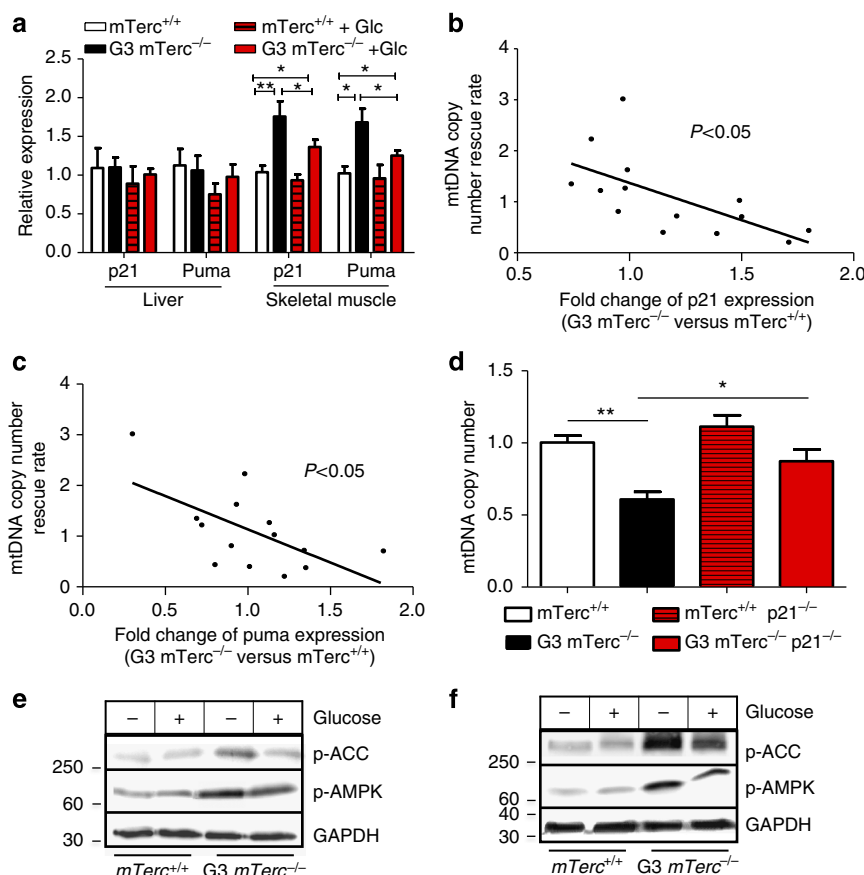 a
mTerc+/+
mTerc+/+ + Glc
G3 mTerc–/–
G3 mTerc–/– +Glc
Relative expression
2.5
2.0
1.5
1.0
0.5
0.0
*
** *
*
* *
p21 Puma p21 Puma
Liver Skeletal muscle
b
mtDNA copy
number rescue rate
4
3
2
1
0
P<0.05
0.5 1.0 1.5 2.0
Fold change of p21 expression
(G3 mTerc–/– versus mTerc+/+)
c
mtDNA copy number
rescue rate
4
3
2
1
0
P<0.05
0.0 0.5 1.0 1.5 2.0
Fold change of puma expression
(G3 mTerc–/– versus mTerc+/+)
d
mtDNA copy number
1.5
1.0
0.5
0.0
**
*
mTerc+/+
mTerc+/+ p21–/–
G3 mTerc–/–
G3 mTerc–/– p21–/–
e
– + – + Glucose
p-ACC
250 –
p-AMPK
60 –
GAPDH
30 –
mTerc+/+ G3 mTerc–/–
f
– + – + Glucose
p-ACC
250 –
p-AMPK
60 –
40 –
GAPDH
30 –
mTerc+/+ G3 mTerc–/–